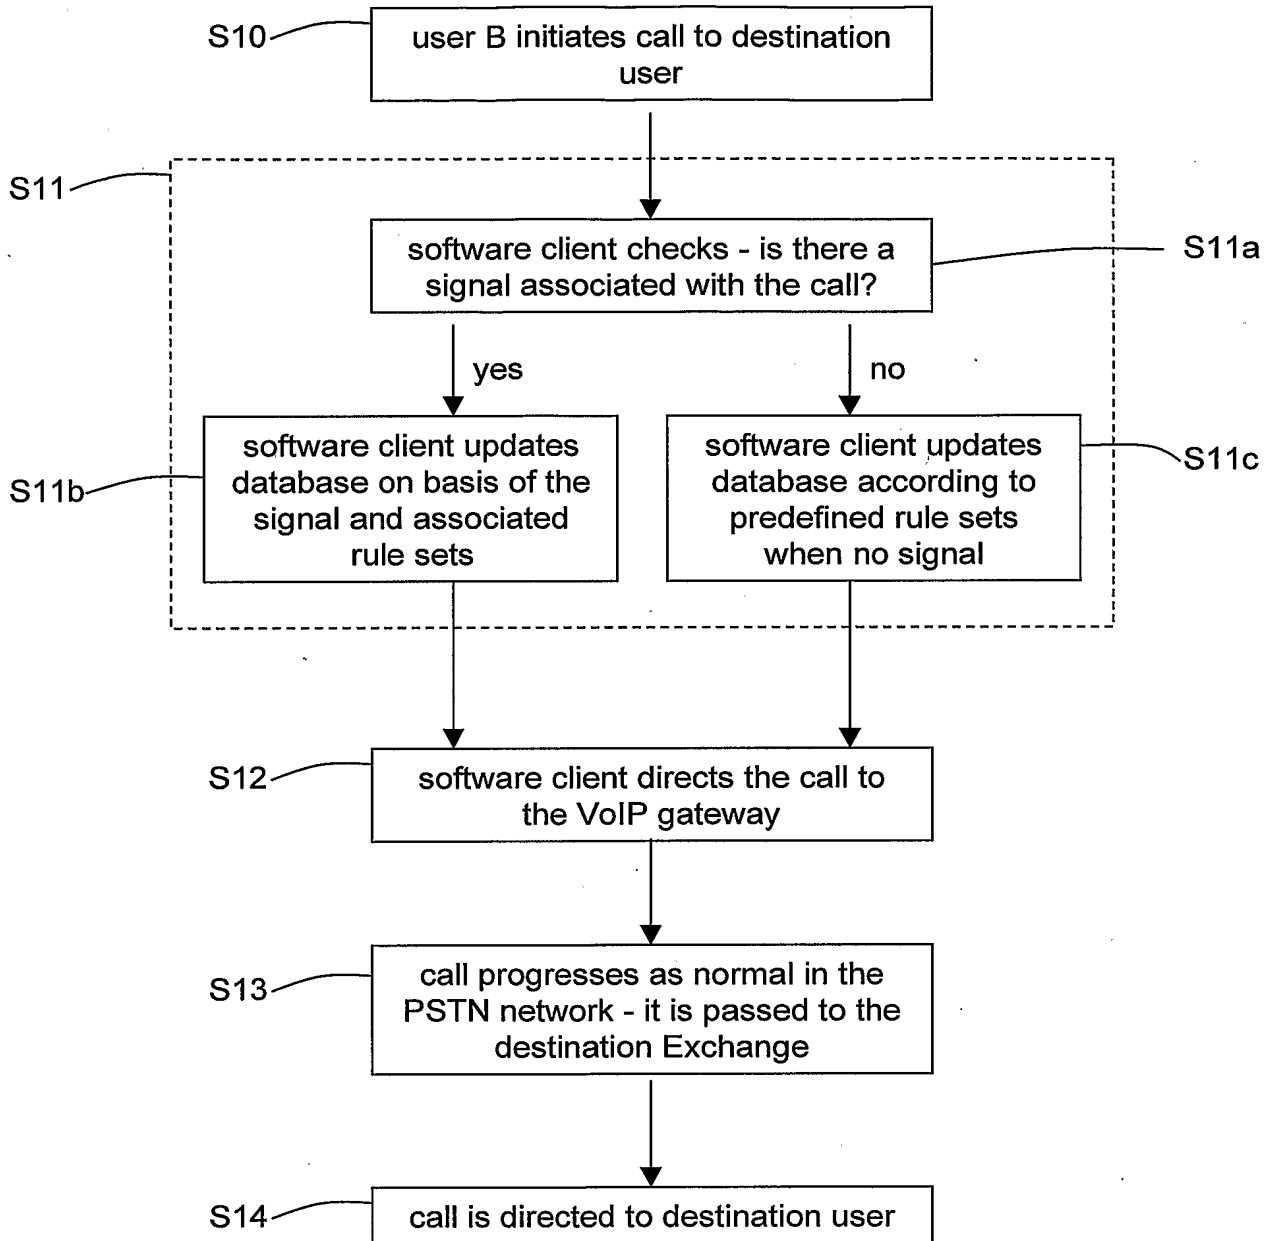 S10
user B initiates call to destination
user
S11
software client checks - is there a
signal associated with the call?
S11a
yes
no
software client updates
database on basis of the
signal and associated
rule sets
S11b
software client updates
database according to
predefined rule sets
when no signal
S11c
S12
software client directs the call to
the VoIP gateway
S13
call progresses as normal in the
PSTN network - it is passed to the
destination Exchange
S14
call is directed to destination user